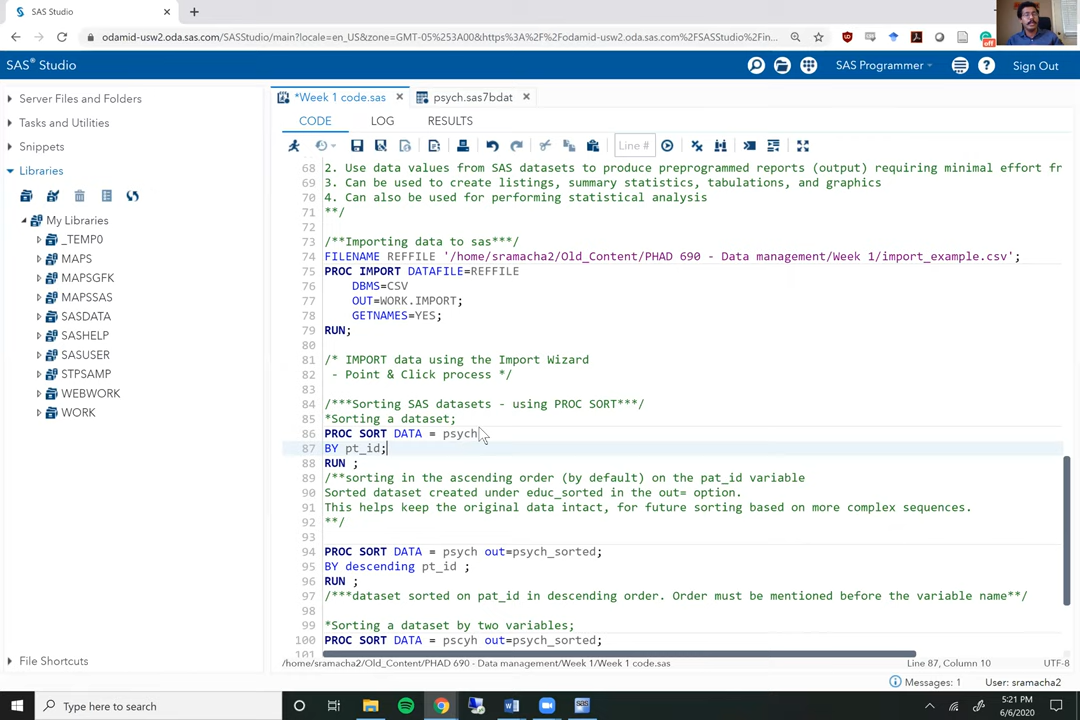 SAS Studio
odamid-usw2.oda.sas.com/SASStudio/main?locale=en_US&zone=GMT-05%253A00&https%3A%2F%2Fodamid-usw2.oda.sas.com%2FSASStudio%2Fin...
off
SAS® Studio
SAS Programmer
Sign Out
Server Files and Folders
Tasks and Utilities
Snippets
Libraries
My Libraries
_TEMP0
MAPS
MAPSGFK
MAPSSAS
SASDATA
SASHELP
SASUSER
STPSAMP
WEBWORK
WORK
File Shortcuts
*Week 1 code.sas
psych.sas7bdat
CODE
LOG
RESULTS
Line #
68 2. Use data values from SAS datasets to produce preprogrammed reports (output) requiring minimal effort fr
69 3. Can be used to create listings, summary statistics, tabulations, and graphics
70 4. Can also be used for performing statistical analysis
71 **/
72
73 /**Importing data to sas***/
74 FILENAME REFFILE '/home/sramacha2/Old_Content/PHAD 690 - Data management/Week 1/import_example.csv';
75 PROC IMPORT DATAFILE=REFFILE
76 DBMS=CSV
77 OUT=WORK.IMPORT;
78 GETNAMES=YES;
79 RUN;
80
81 /* IMPORT data using the Import Wizard
82 - Point & Click process */
83
84 /***Sorting SAS datasets - using PROC SORT***/
85 *Sorting a dataset;
86 PROC SORT DATA = psych
87 BY pt_id;
88 RUN ;
89 /**sorting in the ascending order (by default) on the pat_id variable
90 Sorted dataset created under educ_sorted in the out= option.
91 This helps keep the original data intact, for future sorting based on more complex sequences.
92 **/
93
94 PROC SORT DATA = psych out=psych_sorted;
95 BY descending pt_id ;
96 RUN ;
97 /***dataset sorted on pat_id in descending order. Order must be mentioned before the variable name**/
98
99 *Sorting a dataset by two variables;
100 PROC SORT DATA = pscyh out=psych_sorted;
101
/home/sramacha2/Old_Content/PHAD 690 - Data management/Week 1/Week 1 code.sas
Line 87, Column 10
UTF-8
Messages: 1
User: sramacha2
Type here to search
5:21 PM
6/6/2020